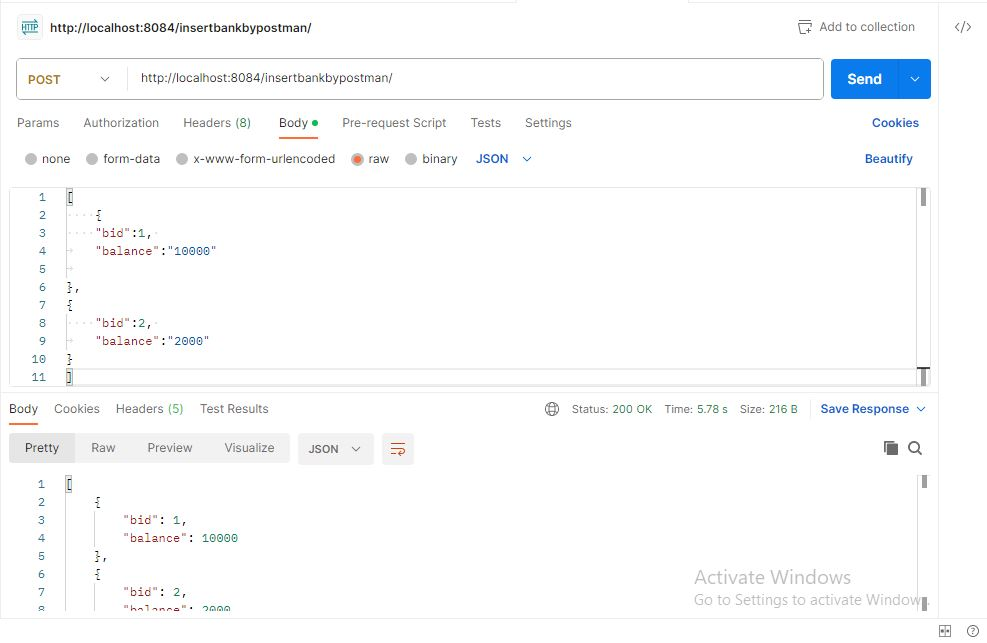 HTTP http://localhost:8084/insertbankbypostman/ Add to collection </>
POST http://localhost:8084/insertbankbypostman/ Send
Params Authorization Headers (8) Body Pre-request Script Tests Settings Cookies
none form-data x-www-form-urlencoded raw binary JSON Beautify
1 [
2 {
3 "bid":1,
4 "balance":"10000"
5
6 },
7 {
8 "bid":2,
9 "balance":"2000"
10 }
11 ]
Body Cookies Headers (5) Test Results Status: 200 OK Time: 5.78 s Size: 216 B Save Response
Pretty Raw Preview Visualize JSON
1 [
2 {
3 "bid": 1,
4 "balance": 10000
5 },
6 {
7 "bid": 2,
8 "balance": 2000
Activate Windows
Go to Settings to activate Windows.